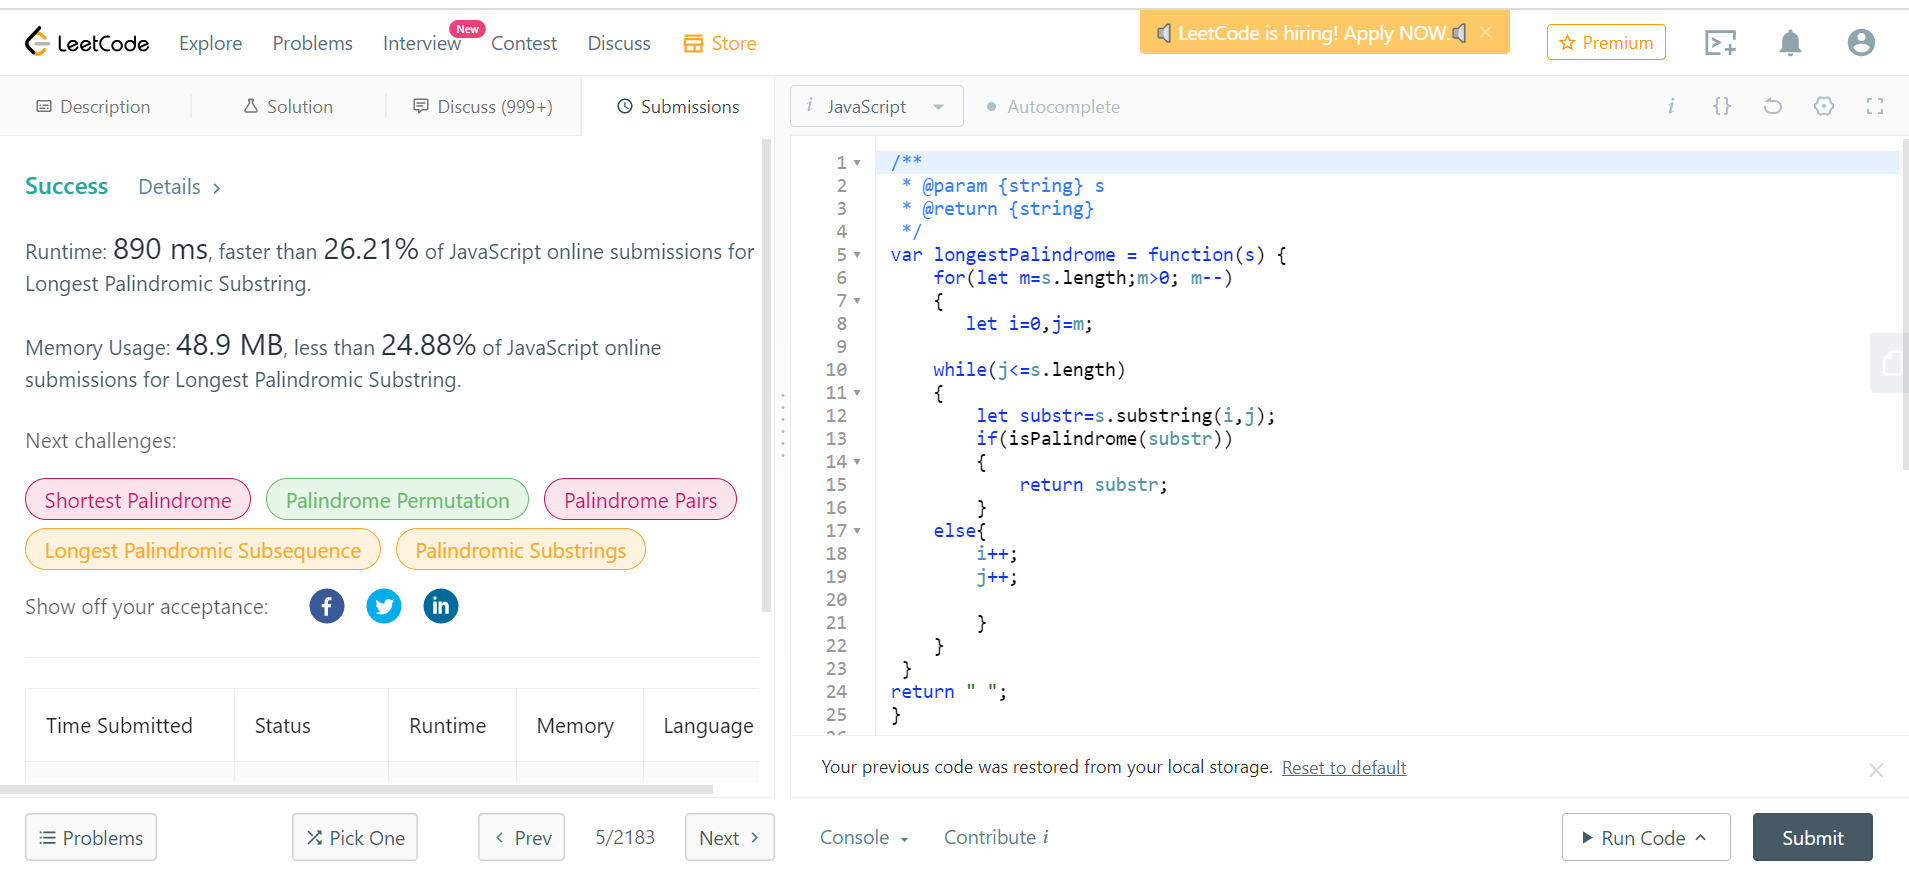 LeetCode
Explore
Problems
Interview
New
Contest
Discuss
Store
LeetCode is hiring! Apply NOW.
Premium
Description
Solution
Discuss (999+)
Submissions
i JavaScript
Autocomplete
i {}
Success Details >
Runtime: 890 ms, faster than 26.21% of JavaScript online submissions for
Longest Palindromic Substring.
Memory Usage: 48.9 MB, less than 24.88% of JavaScript online
submissions for Longest Palindromic Substring.
Next challenges:
Shortest Palindrome
Palindrome Permutation
Palindrome Pairs
Longest Palindromic Subsequence
Palindromic Substrings
Show off your acceptance:
f
in
Time Submitted Status Runtime Memory Language
1 /**
2 * @param {string} s
3 * @return {string}
4 */
5 var longestPalindrome = function(s) {
6 for(let m=s.length;m>0; m--)
7 {
8 let i=0,j=m;
9
10 while(j<=s.length)
11 {
12 let substr=s.substring(i,j);
13 if(isPalindrome(substr))
14 {
15 return substr;
16 }
17 else{
18 i++;
19 j++;
20
21 }
22 }
23 }
24 return " ";
25 }
Your previous code was restored from your local storage. Reset to default
Problems
Pick One
< Prev
5/2183
Next >
Console
Contribute i
Run Code
Submit